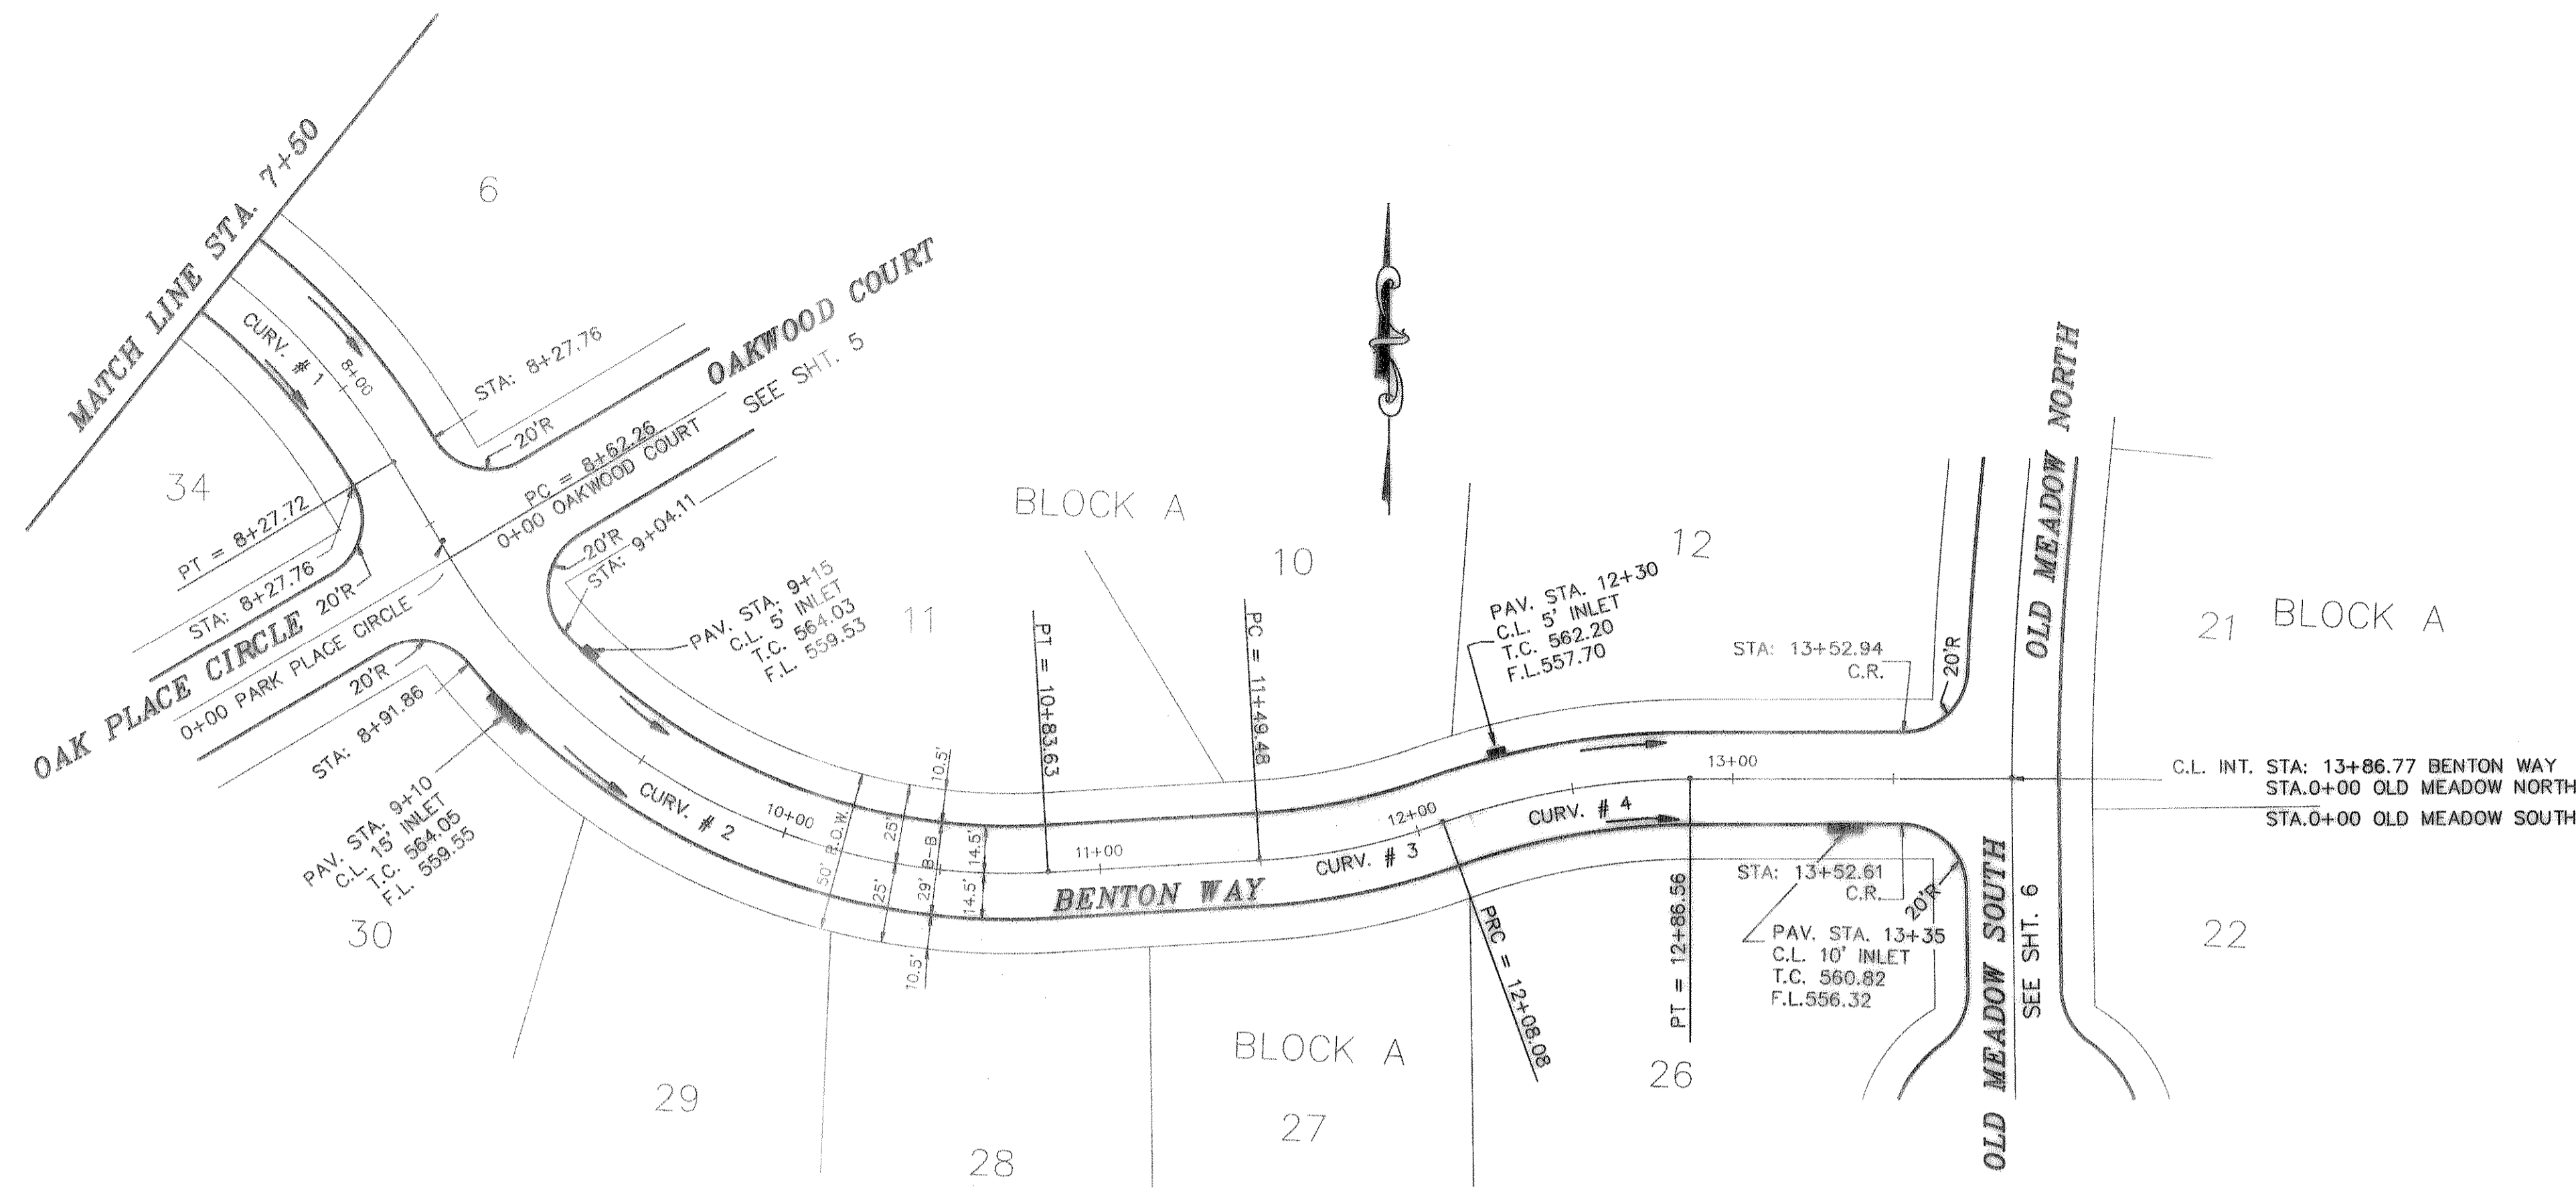 MATCH LINE STA. 7+50
6
CURV. # 1
8+00
STA: 8+27.76
20'R
OAKWOOD COURT
SEE SHT. 5
PC = 8+62.26
0+00 OAKWOOD COURT
34
PT = 8+27.72
STA: 8+27.76
20'R
OAK PLACE CIRCLE
0+00 PARK PLACE CIRCLE
20'R
STA: 8+91.86
20'R
STA: 9+04.11
PAV. STA. 9+15
C.L. 5' INLET
T.C. 564.03
F.L. 559.53
11
PAV. STA. 9+10
C.L. 15' INLET
T.C. 564.05
F.L. 559.55
30
CURV. # 2
10+00
50' R.O.W.
25'
25'
10.5'
B-B
29'
10.5'
14.5'
14.5'
BLOCK A
10
PT = 10+83.63
11+00
BENTON WAY
PC = 11+49.48
CURV. # 3
12+00
PRC = 12+08.08
PAV. STA. 12+30
C.L. 5' INLET
T.C. 562.20
F.L.557.70
12
CURV. # 4
PT = 12+86.56
13+00
STA: 13+52.94
C.R.
20'R
STA: 13+52.61
C.R.
20'R
PAV. STA. 13+35
C.L. 10' INLET
T.C. 560.82
F.L.556.32
OLD MEADOW NORTH
OLD MEADOW SOUTH
SEE SHT. 6
21
BLOCK A
C.L. INT. STA: 13+86.77 BENTON WAY
STA.0+00 OLD MEADOW NORTH
STA.0+00 OLD MEADOW SOUTH
22
29
28
BLOCK A
27
26